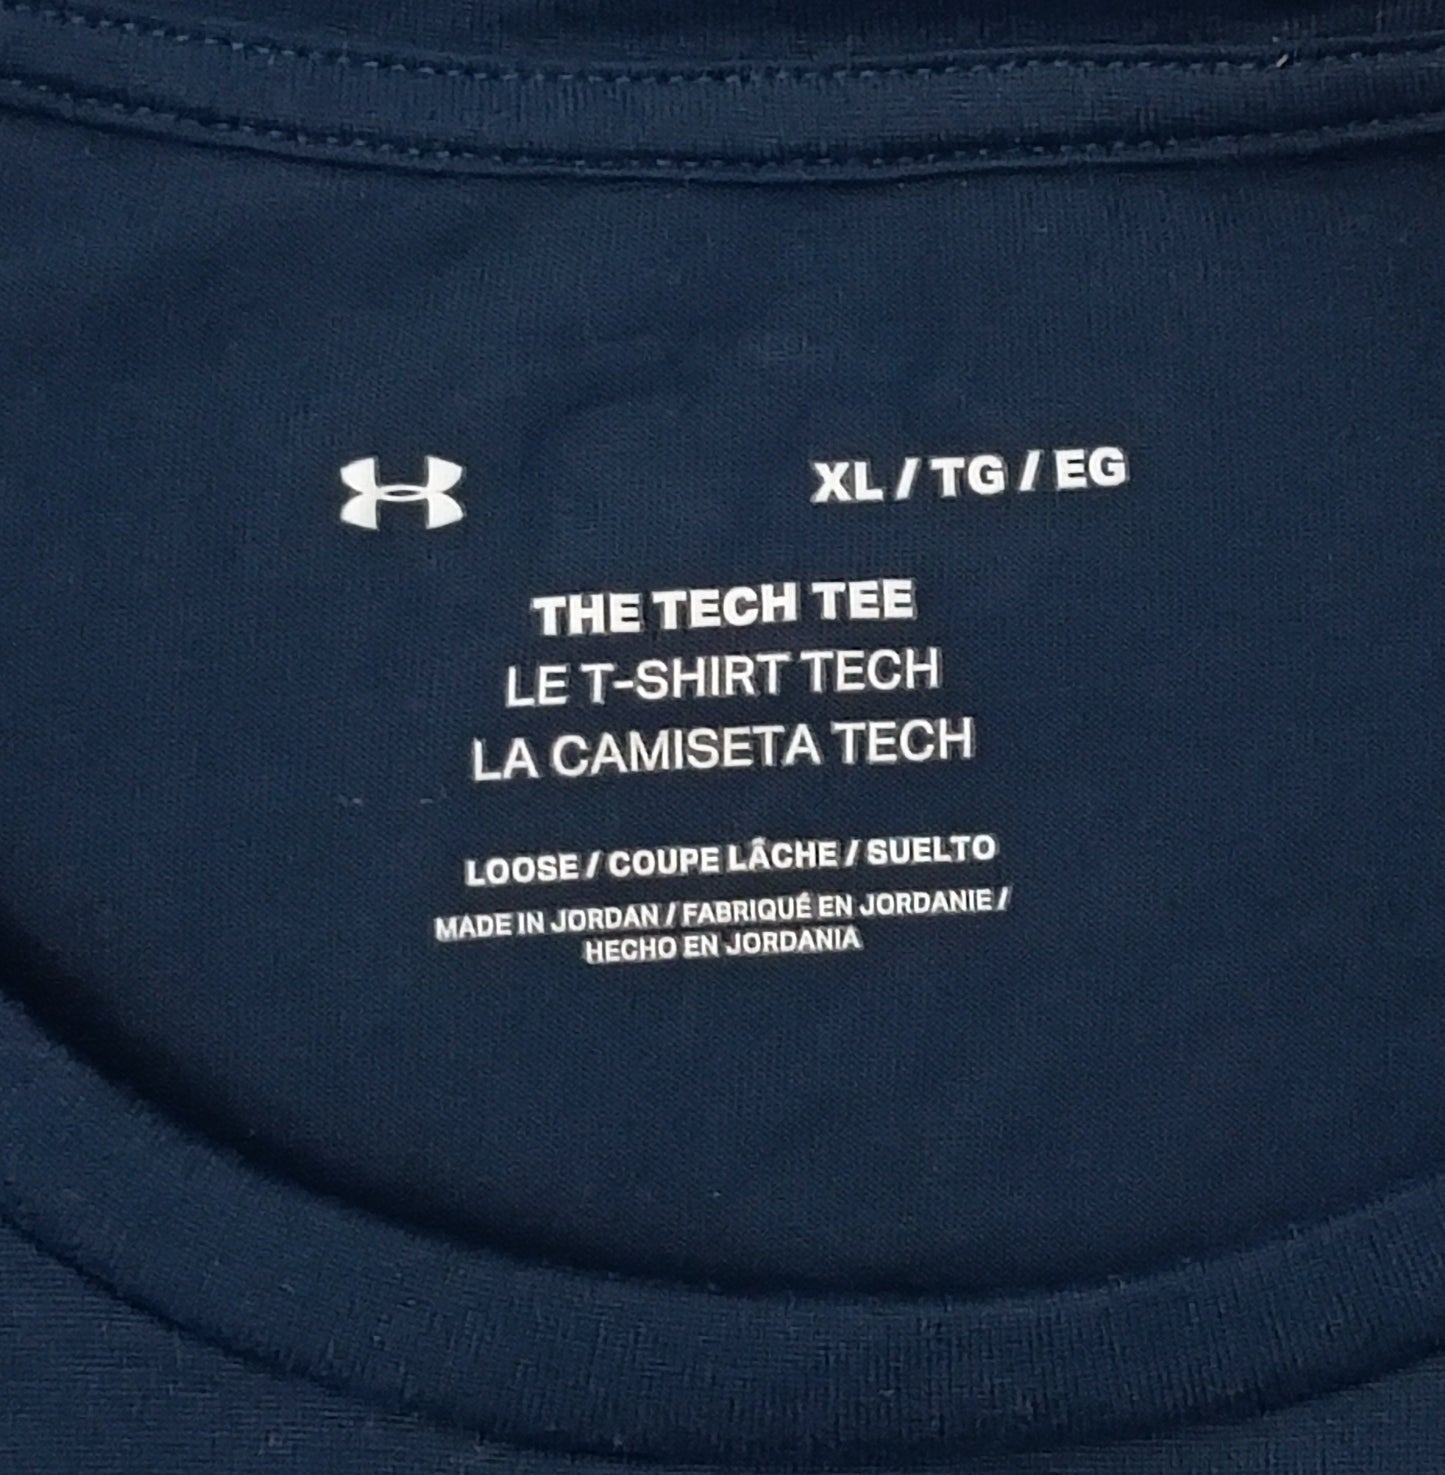 XL / TG / EG
THE TECH TEE
LE T-SHIRT TECH
LA CAMISETA TECH
LOOSE / COUPE LÂCHE / SUELTO
MADE IN JORDAN / FABRIQUÉ EN JORDANIE /
HECHO EN JORDANIA